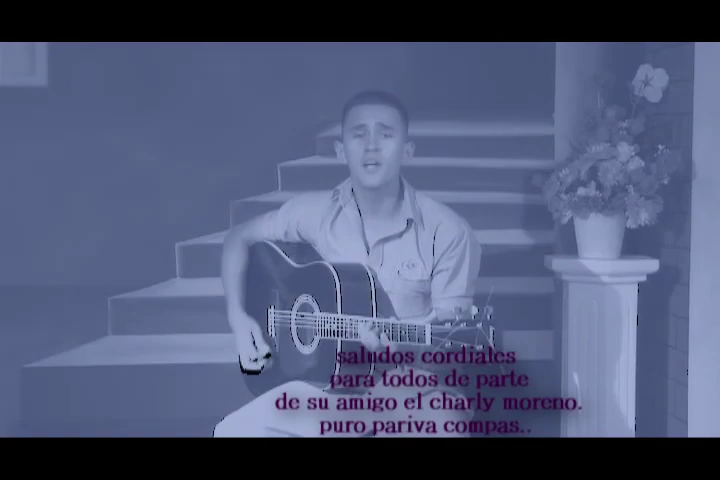 saludos cordiales
para todos de parte
de su amigo el charly moreno.
puro pariva compas..